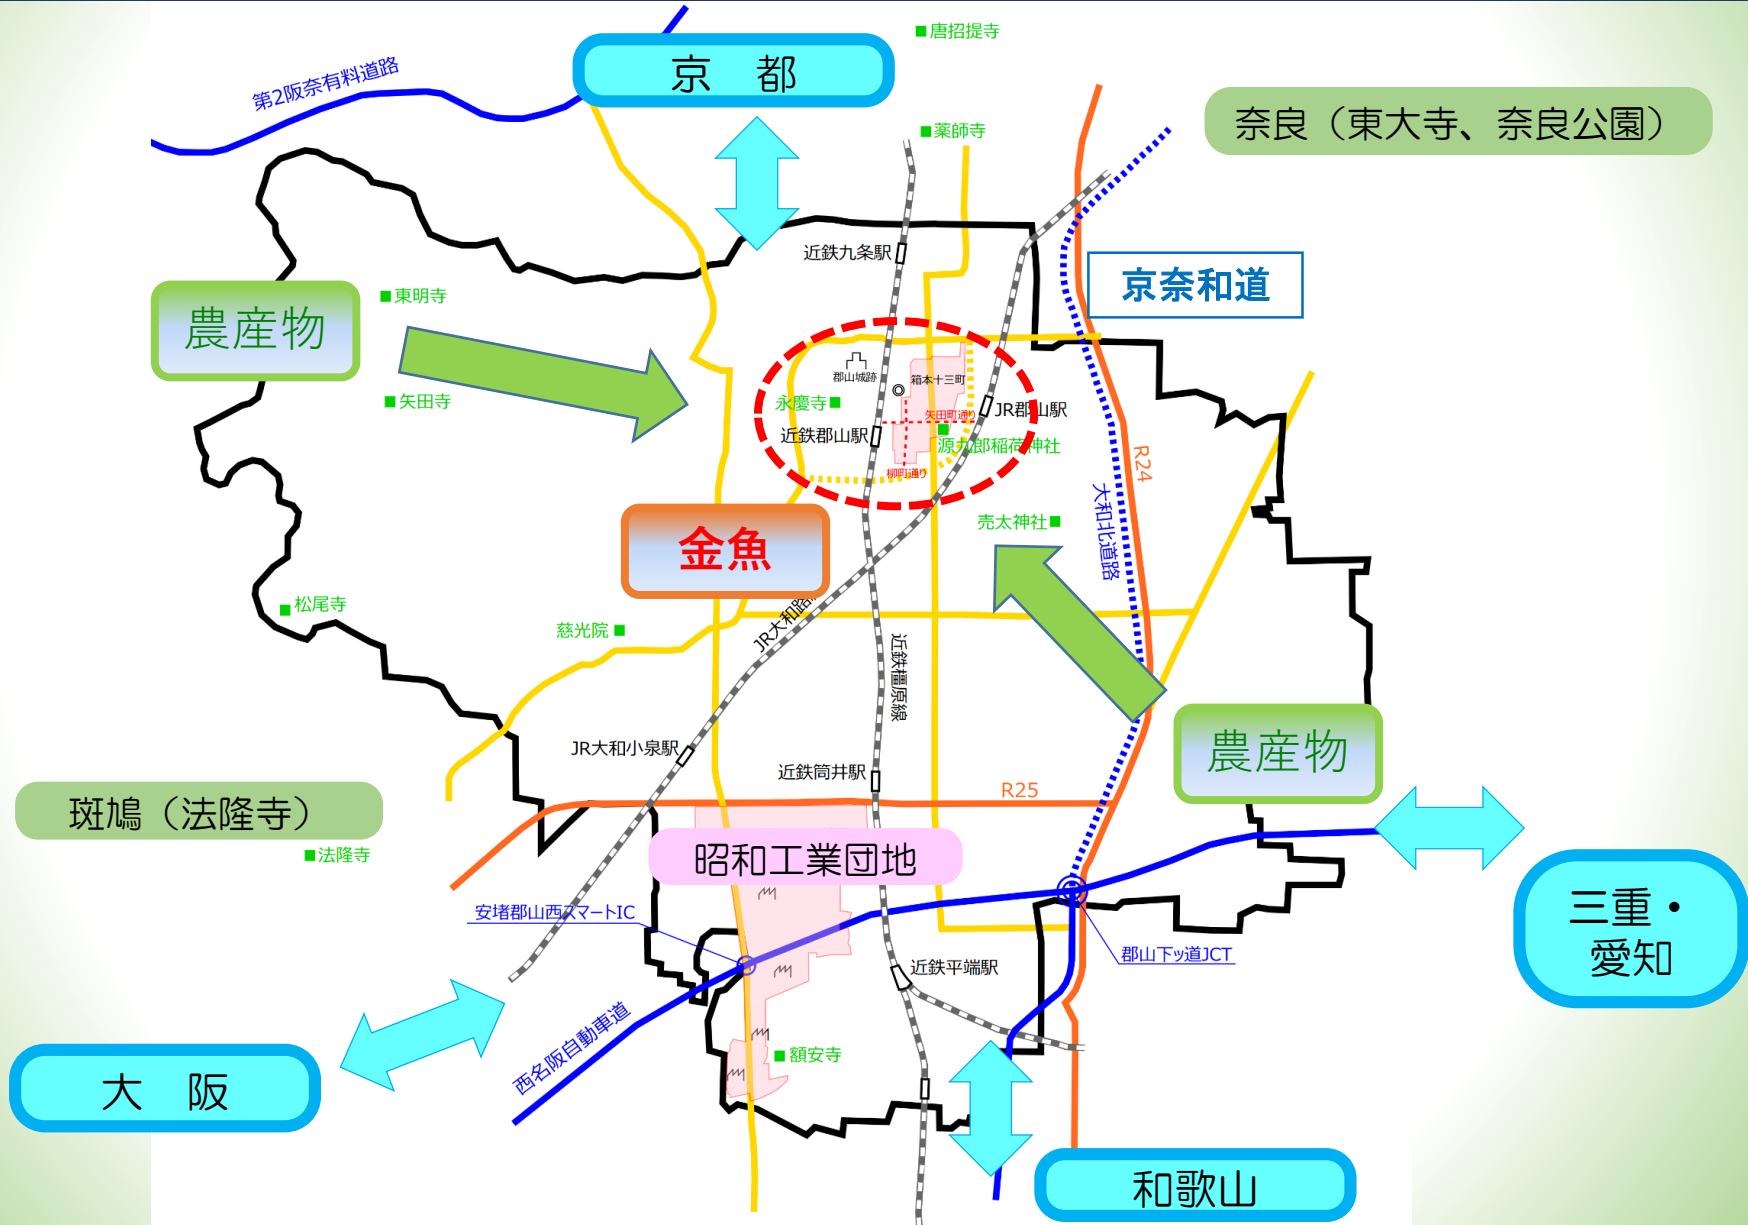 唐招提寺
京　都
第2阪奈有料道路
奈良（東大寺、奈良公園）
薬師寺
近鉄九条駅
京奈和道
東明寺
農産物
郡山城跡
箱本十三町
矢田寺
永慶寺
矢田町通り
JR郡山駅
近鉄郡山駅
源九郎稲荷神社
柳町通り
R24
大和北道路
売太神社
金魚
松尾寺
慈光院
JR大和路
近鉄橿原線
JR大和小泉駅
近鉄筒井駅
農産物
R25
斑鳩（法隆寺）
法隆寺
昭和工業団地
安堵郡山西スマートIC
三重・
愛知
郡山下ッ道JCT
近鉄平端駅
西名阪自動車道
額安寺
大　阪
和歌山